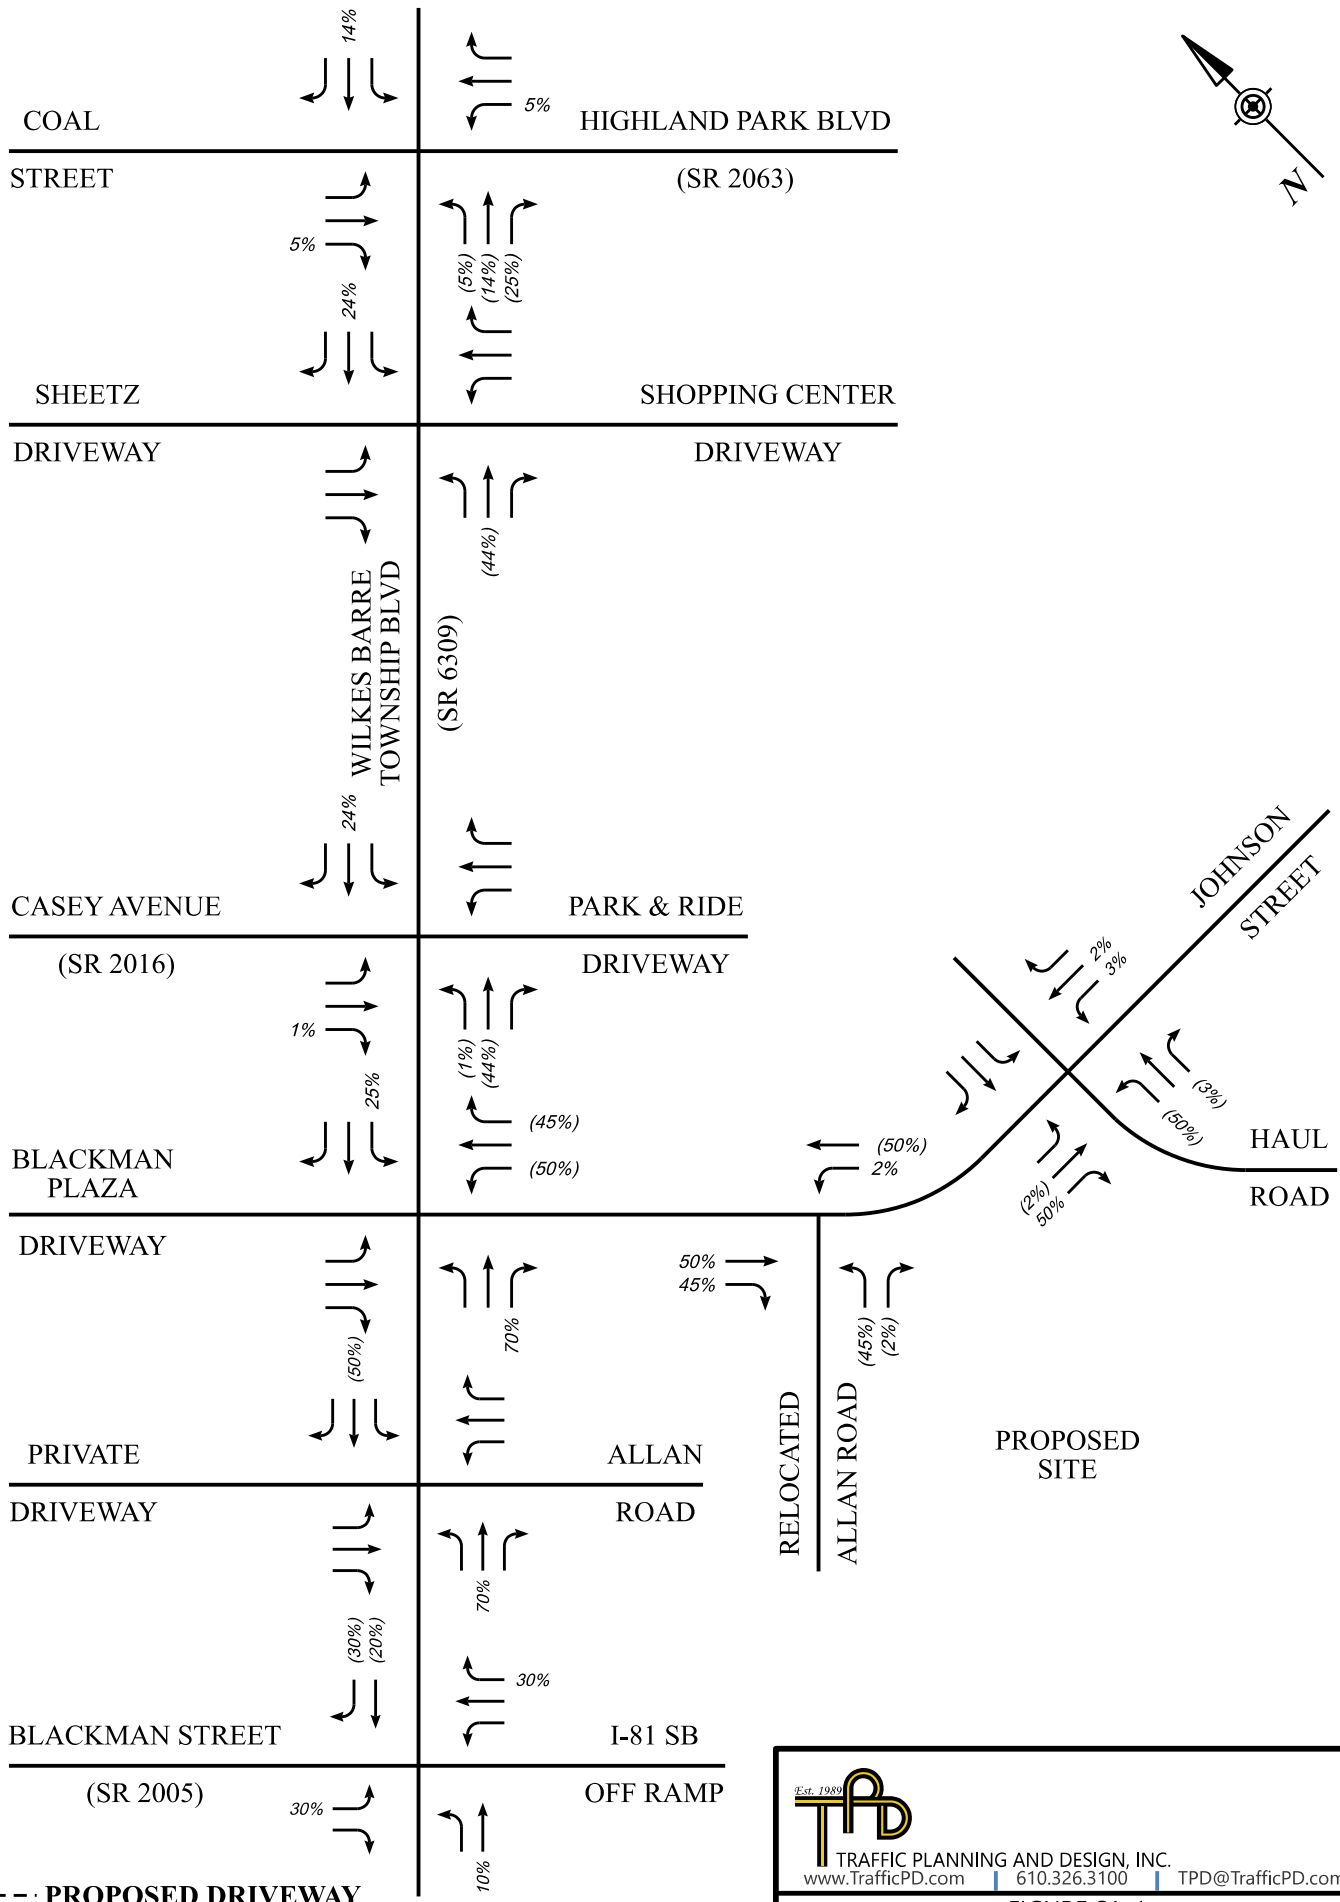 14%
5%
COAL
HIGHLAND PARK BLVD
STREET
(SR 2063)
N
5%
(5%)
(14%)
(25%)
24%
SHEETZ
SHOPPING CENTER
DRIVEWAY
DRIVEWAY
(44%)
WILKES BARRE
TOWNSHIP BLVD
(SR 6309)
24%
CASEY AVENUE
PARK & RIDE
(SR 2016)
DRIVEWAY
JOHNSON
STREET
2%
3%
1%
(1%)
(44%)
25%
(45%)
(50%)
(50%)
2%
(3%)
(50%)
(2%)
50%
HAUL
ROAD
BLACKMAN
PLAZA
DRIVEWAY
50%
45%
(50%)
70%
(45%)
(2%)
PRIVATE
ALLAN
DRIVEWAY
ROAD
RELOCATED
ALLAN ROAD
PROPOSED
SITE
70%
(30%)
(20%)
30%
BLACKMAN STREET
I-81 SB
(SR 2005)
OFF RAMP
30%
10%
Est. 1989
TPD
TRAFFIC PLANNING AND DESIGN, INC.
www.TrafficPD.com | 610.326.3100 | TPD@TrafficPD.com
PROPOSED DRIVEWAY